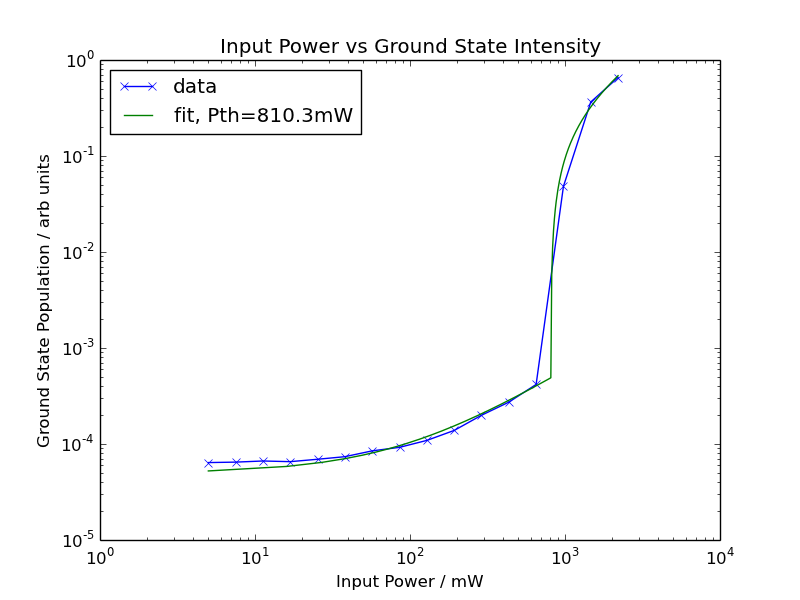 Input Power vs Ground State Intensity
data
fit, Pth=810.3mW
Ground State Population / arb units
10^0
10^-1
10^-2
10^-3
10^-4
10^-5
10^0 10^1 10^2 10^3 10^4
Input Power / mW